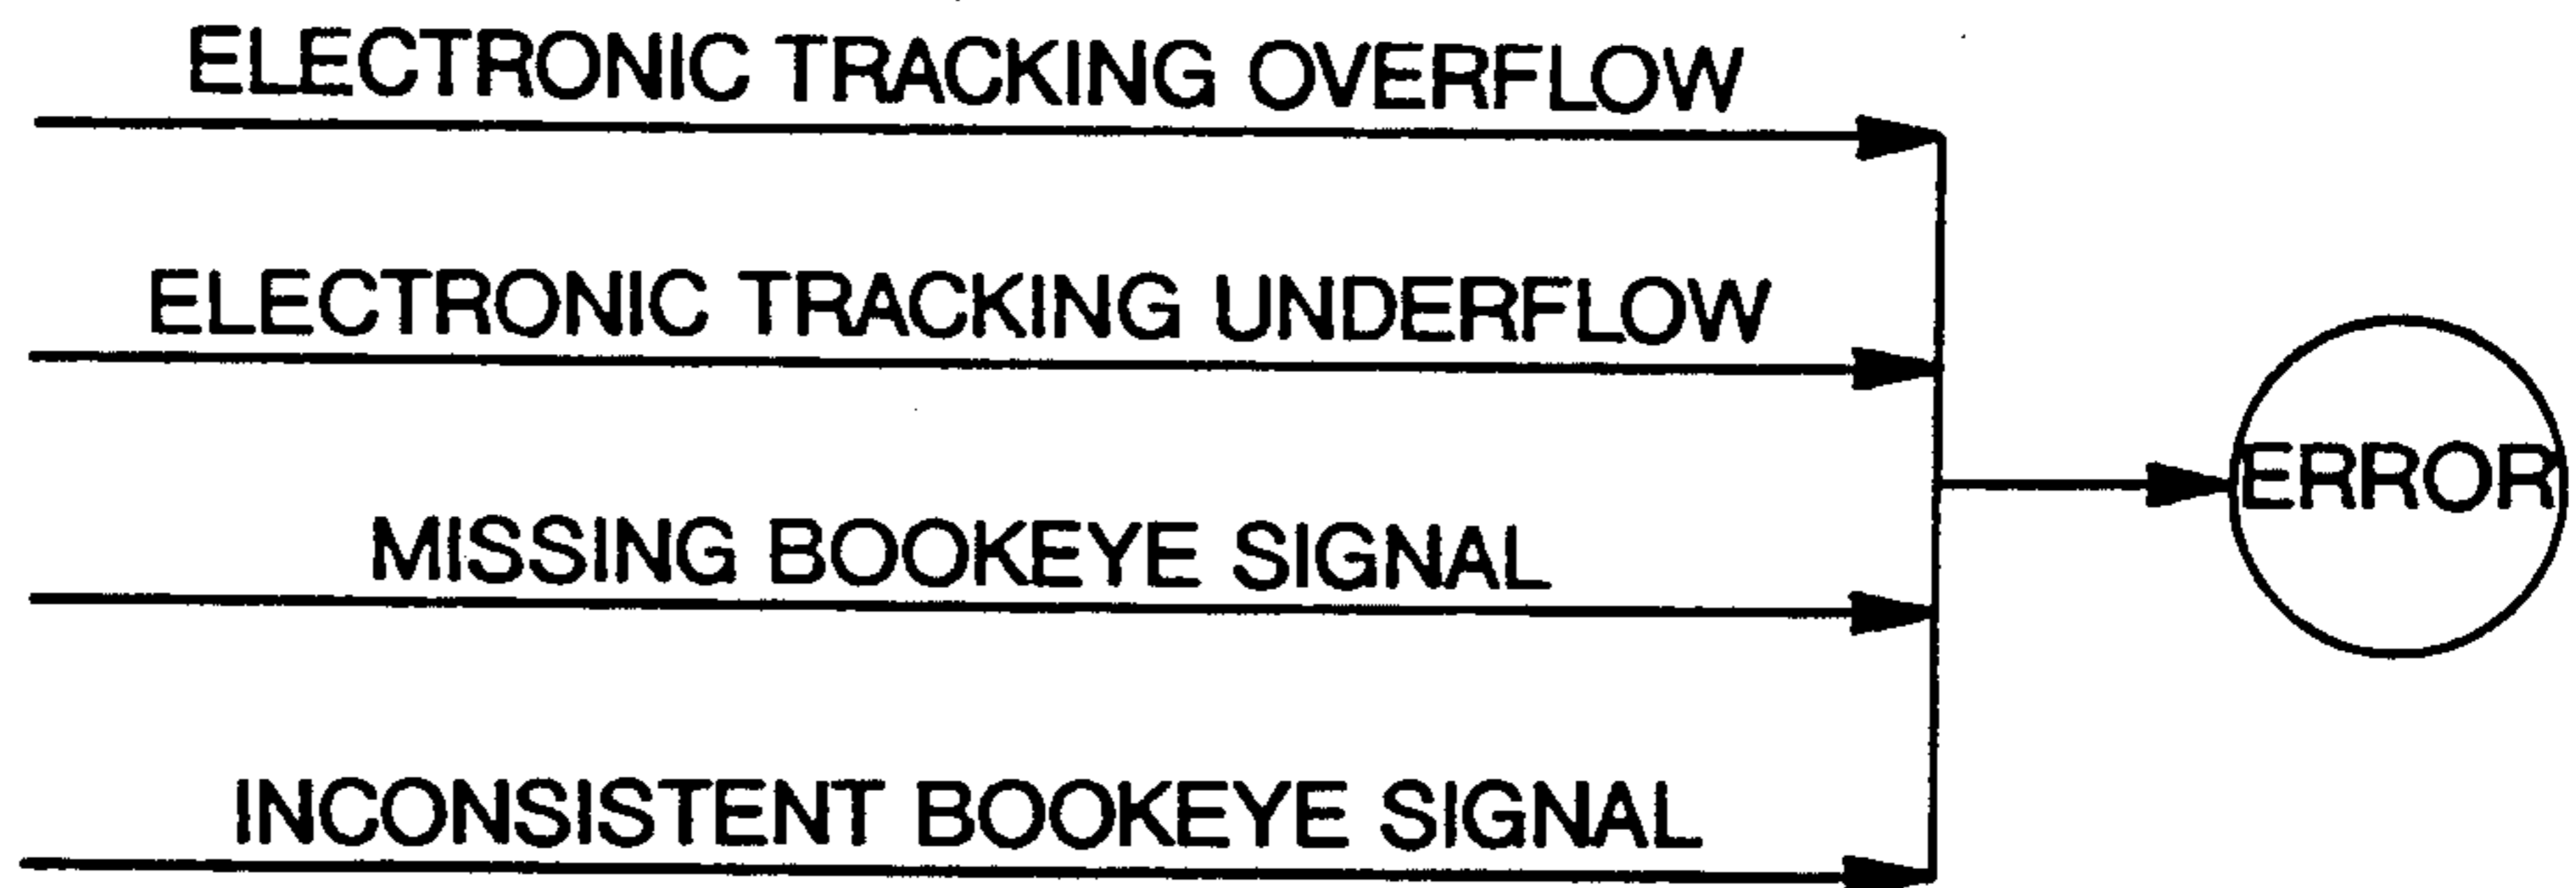 ELECTRONIC TRACKING OVERFLOW
ELECTRONIC TRACKING UNDERFLOW
ERROR
MISSING BOOKEYE SIGNAL
INCONSISTENT BOOKEYE SIGNAL